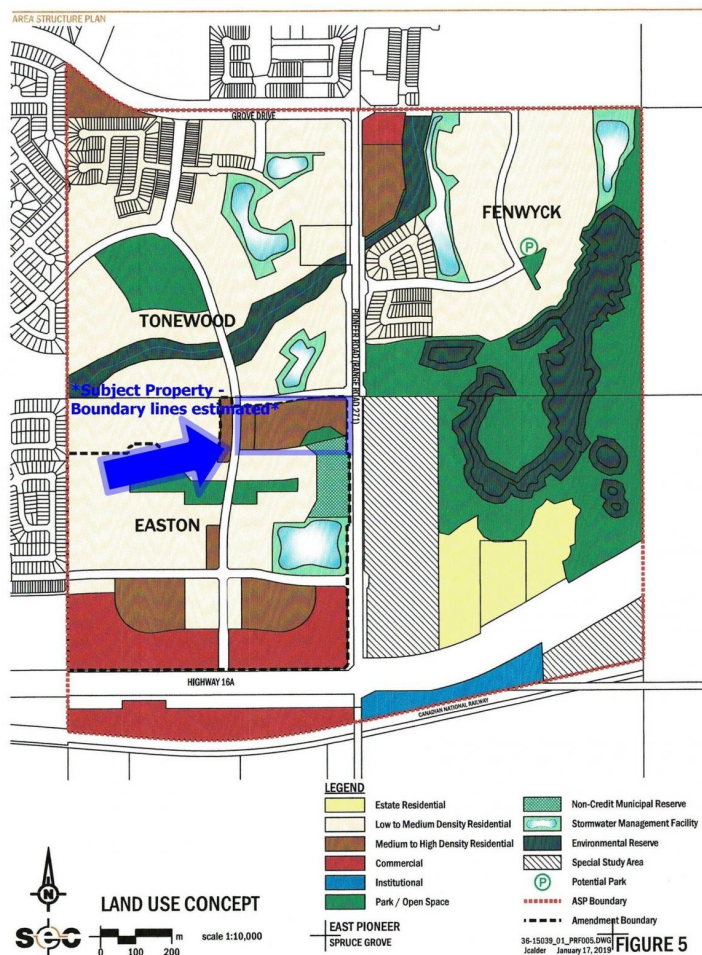 AREA STRUCTURE PLAN
GROVE DRIVE
FENWYCK
P
TONEWOOD
PIONEER ROAD (RANGE ROAD 271)
*Subject Property -
Boundary lines estimated*
EASTON
HIGHWAY 16A
CANADIAN NATIONAL RAILWAY
LEGEND
Estate Residential
Low to Medium Density Residential
Medium to High Density Residential
Commercial
Institutional
Park / Open Space
Non-Credit Municipal Reserve
Stormwater Management Facility
Environmental Reserve
Special Study Area
P Potential Park
ASP Boundary
Amendment Boundary
N
LAND USE CONCEPT
sec
0 100 200 m scale 1:10,000
EAST PIONEER
SPRUCE GROVE
36-15039_01_PRF005.DWG
Jcalder January 17, 2019
FIGURE 5